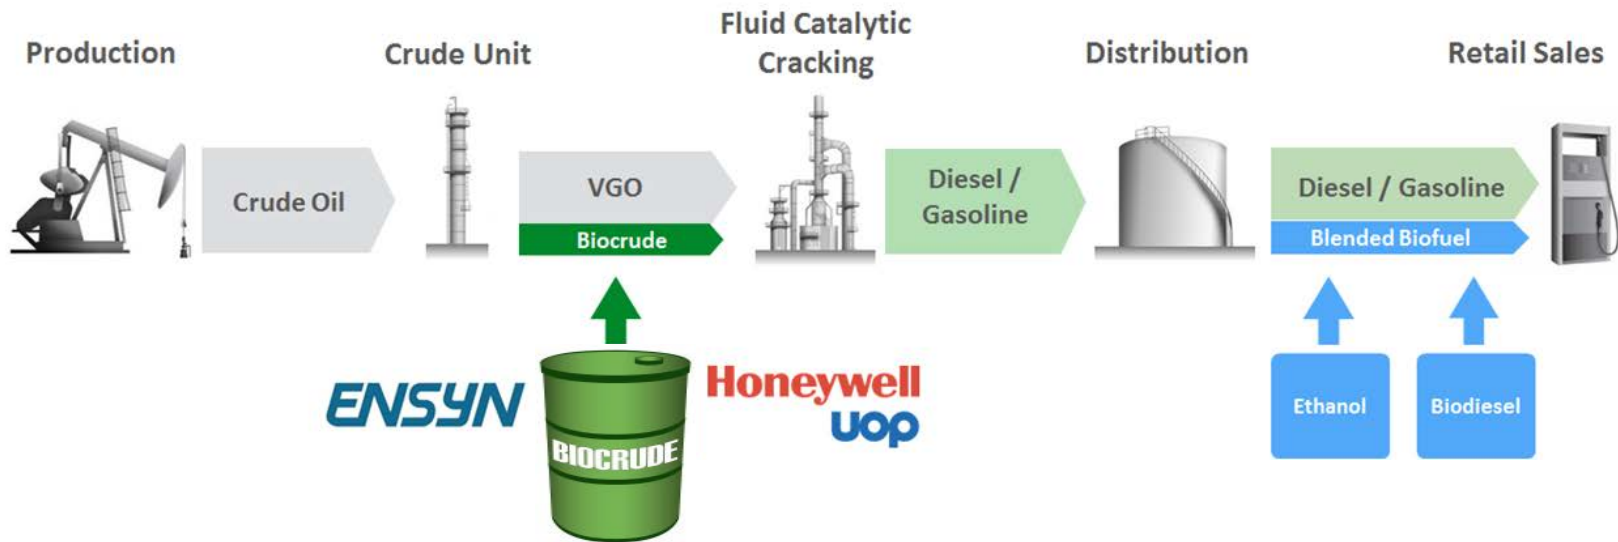 Production
Crude Unit
Fluid Catalytic
Cracking
Distribution
Retail Sales
Crude Oil
VGO
Biocrude
Diesel /
Gasoline
Diesel / Gasoline
Blended Biofuel
ENSYN
BIOCRUDE
Honeywell
uop
Ethanol
Biodiesel